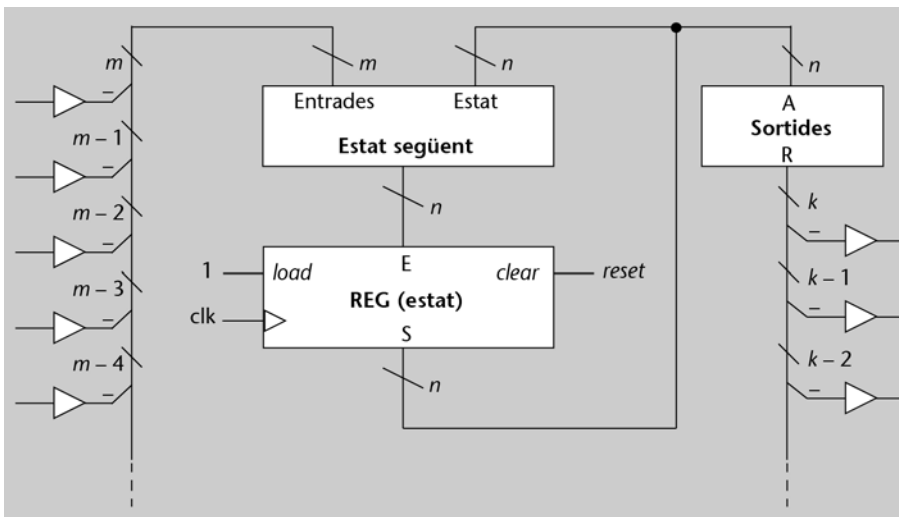 m
m
n
n
Entrades Estat
A
Sortides
R
Estat següent
m – 1
m – 2
n
k
1 load E clear reset
REG (estat)
clk
S
m – 3
k – 1
m – 4
n
k – 2